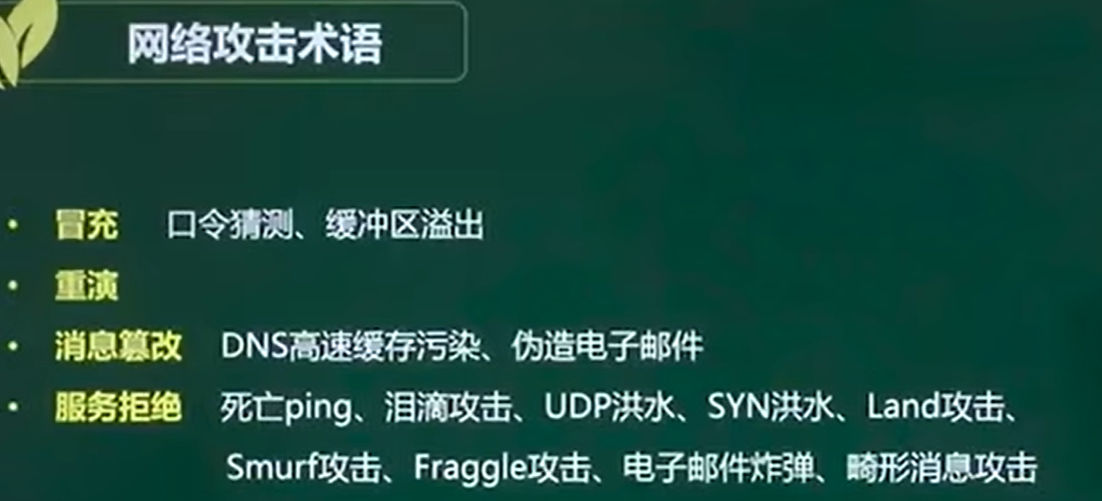 网络攻击术语
• 冒充 口令猜测、缓冲区溢出
• 重演
• 消息篡改 DNS高速缓存污染、伪造电子邮件
• 服务拒绝 死亡ping、泪滴攻击、UDP洪水、SYN洪水、Land攻击、
Smurf攻击、Fraggle攻击、电子邮件炸弹、畸形消息攻击